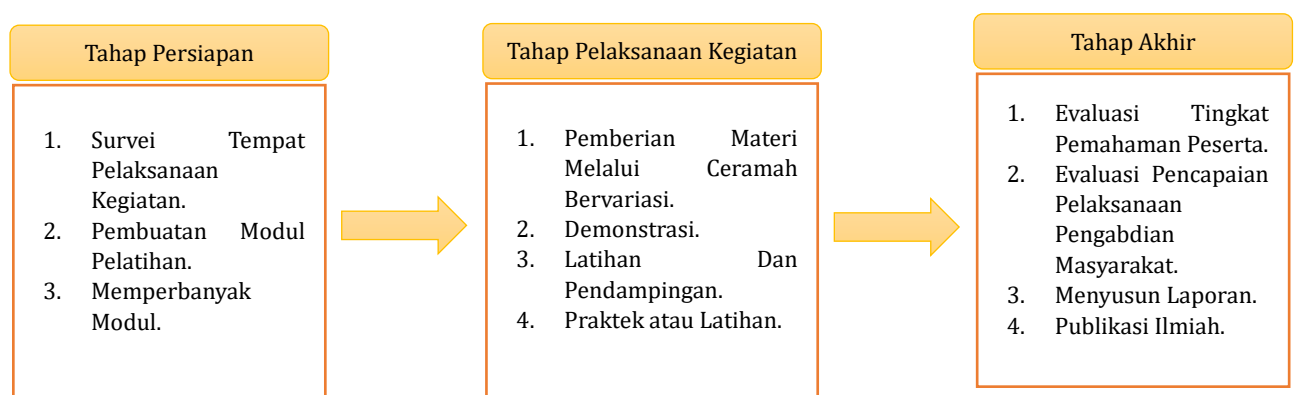 Tahap Persiapan
1. Survei Tempat
Pelaksanaan
Kegiatan.
2. Pembuatan Modul
Pelatihan.
3. Memperbanyak
Modul.
Tahap Pelaksanaan Kegiatan
1. Pemberian Materi
Melalui Ceramah
Bervariasi.
2. Demonstrasi.
3. Latihan Dan
Pendampingan.
4. Praktek atau Latihan.
Tahap Akhir
1. Evaluasi Tingkat
Pemahaman Peserta.
2. Evaluasi Pencapaian
Pelaksanaan
Pengabdian
Masyarakat.
3. Menyusun Laporan.
4. Publikasi Ilmiah.